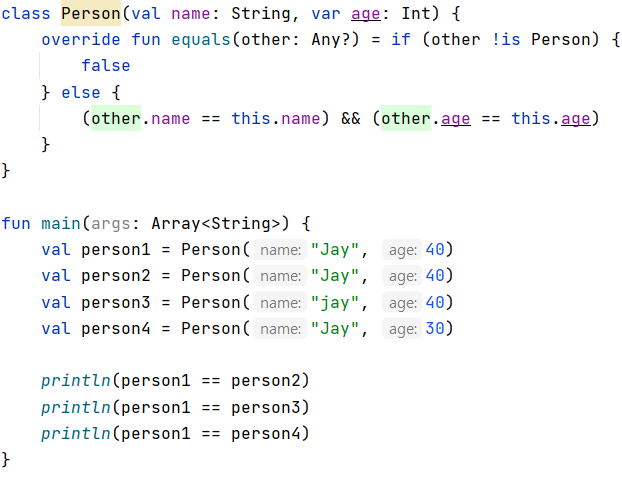 class Person(val name: String, var age: Int) {
    override fun equals(other: Any?) = if (other !is Person) {
        false
    } else {
        (other.name == this.name) && (other.age == this.age)
    }
}

fun main(args: Array<String>) {
    val person1 = Person( name: "Jay", age: 40)
    val person2 = Person( name: "Jay", age: 40)
    val person3 = Person( name: "jay", age: 40)
    val person4 = Person( name: "Jay", age: 30)

    println(person1 == person2)
    println(person1 == person3)
    println(person1 == person4)
}